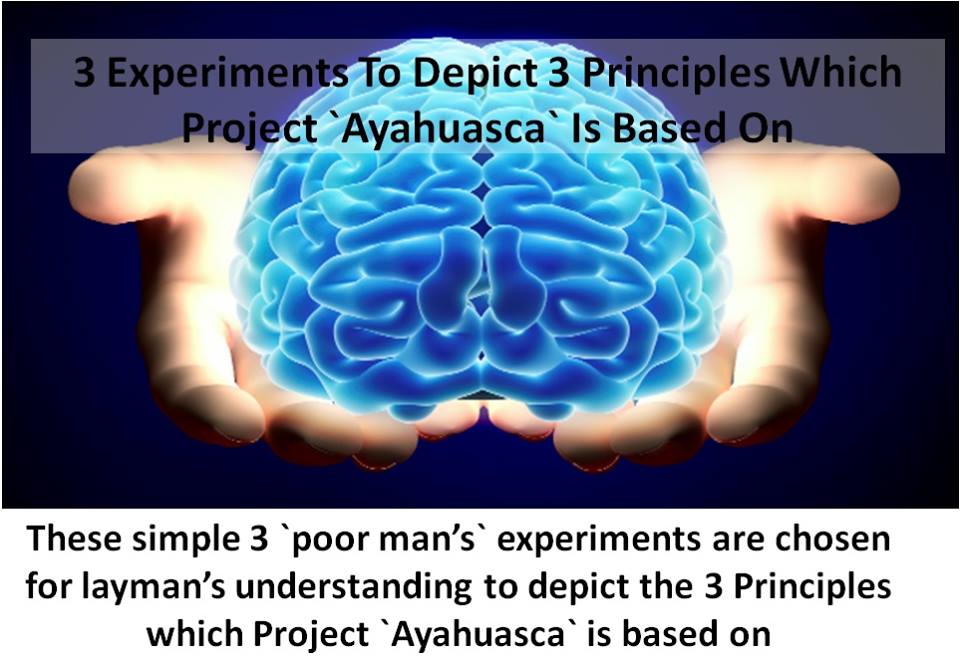 3 Experiments To Depict 3 Principles Which
Project `Ayahuasca` Is Based On
These simple 3 `poor man’s` experiments are chosen
for layman’s understanding to depict the 3 Principles
which Project `Ayahuasca` is based on